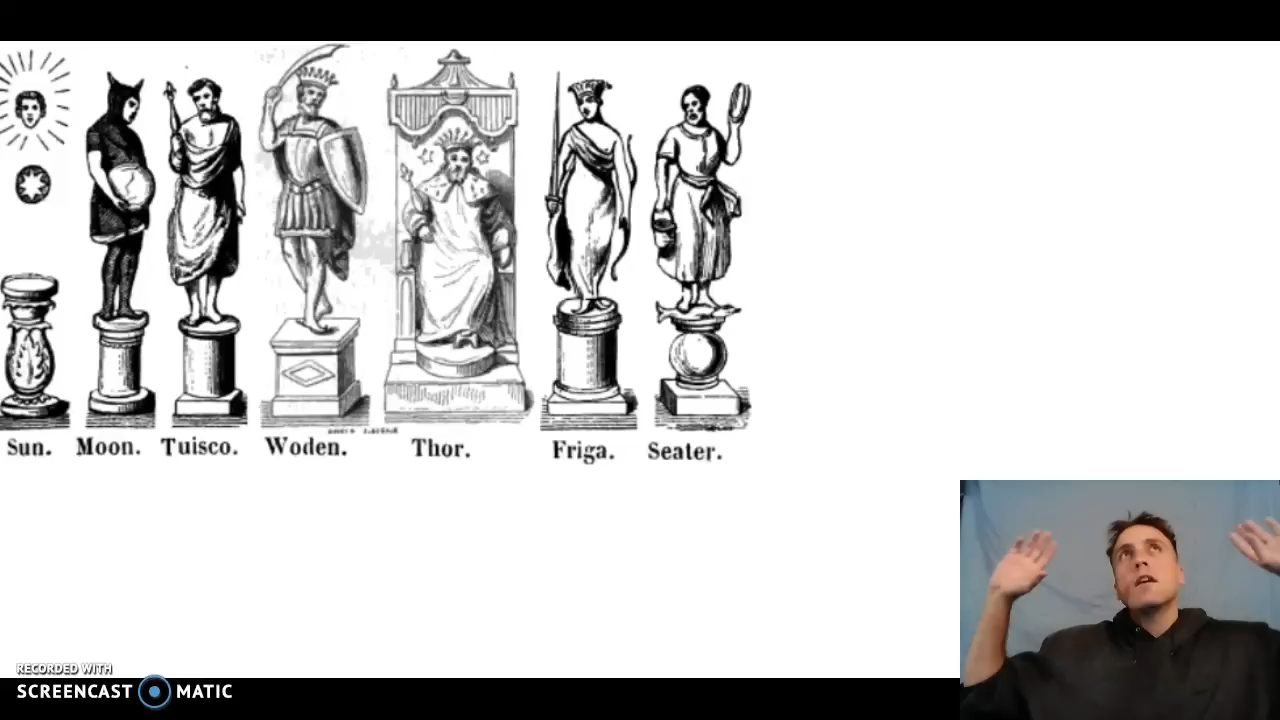 Sun. Moon. Tuisco. Woden. Thor. Friga. Seater.
RECORDED WITH
SCREENCAST MATIC